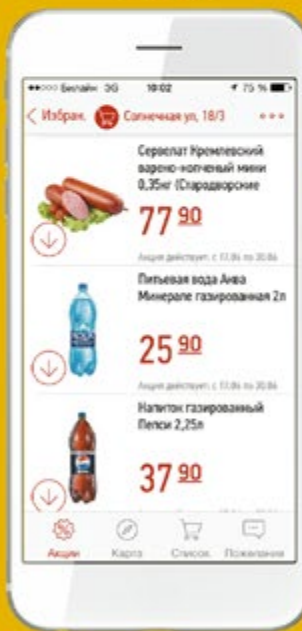 Билайн 3G 10:02 75 %
Избран. Солнечная ул, 18/3
Сервелат Кремлевский
варено-копченый мини
0,35кг (Стародворские
77 90
Акция действует: с 17.06 по 30.06
Питьевая вода Аква
Минерале газированная 2л
25 90
Акция действует: с 17.06 по 30.06
Напиток газированный
Пепси 2,25л
37 90
Акции Карта Список Пожелания